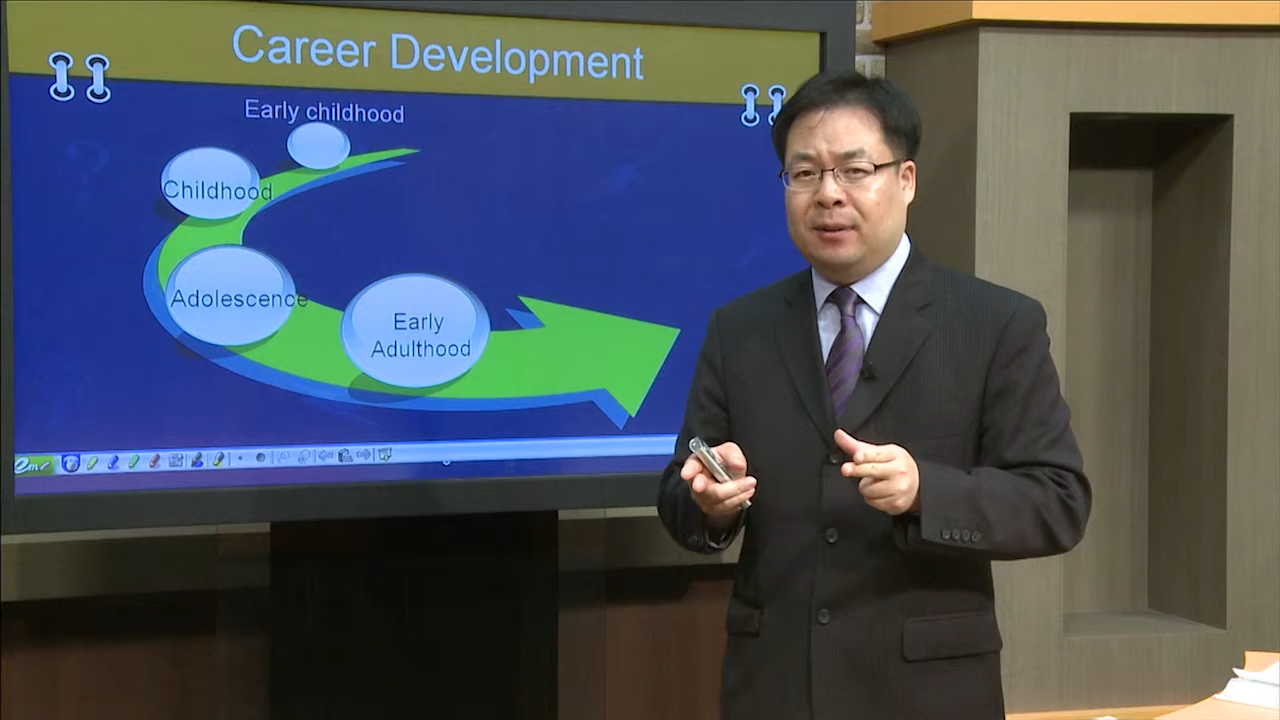 Career Development
Early childhood
Childhood
Adolescence
Early
Adulthood